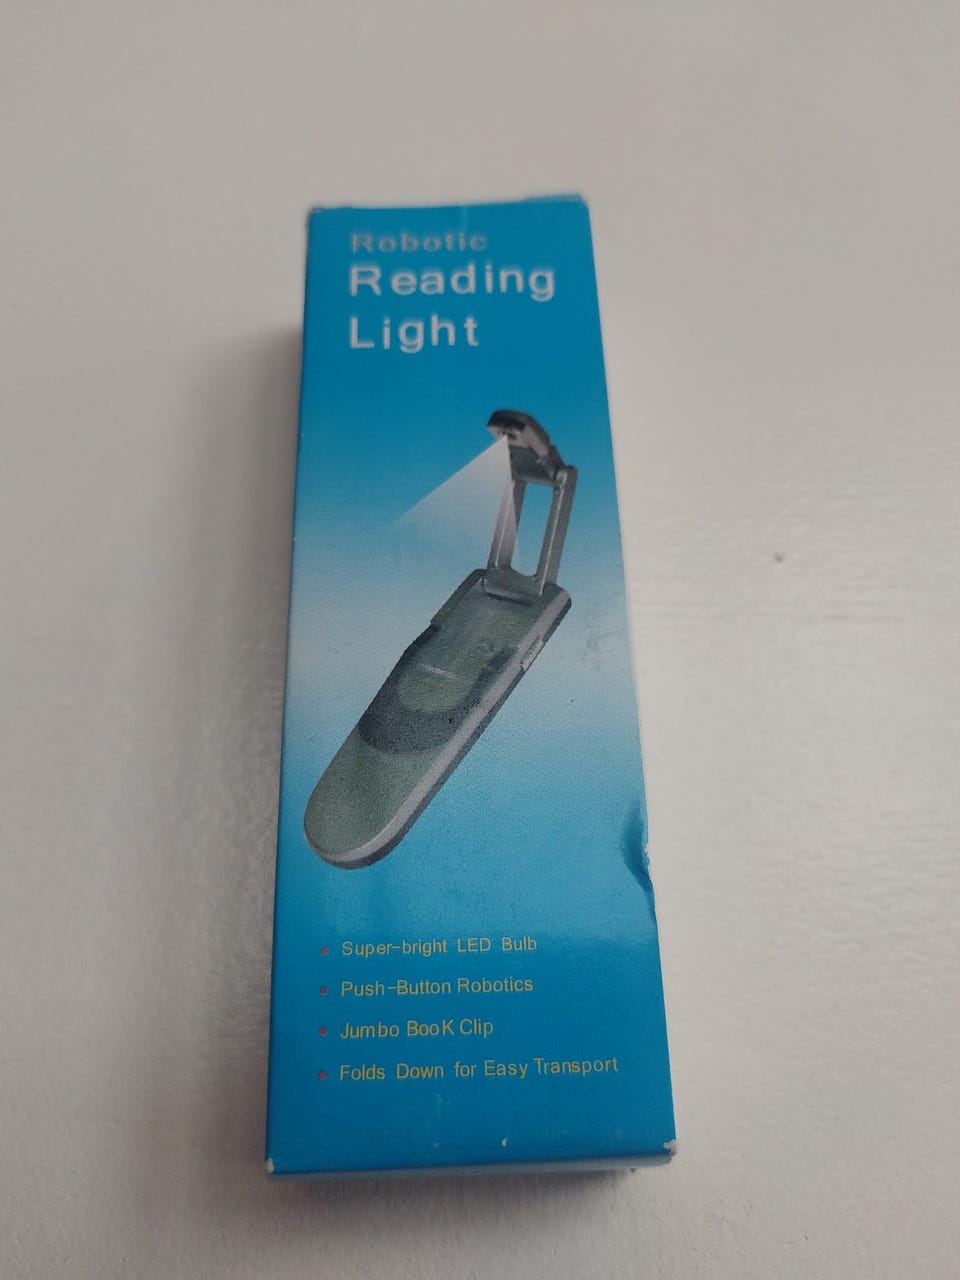 Robotic
Reading
Light
Super-bright LED Bulb
Push-Button Robotics
Jumbo BooK Clip
Folds Down for Easy Transport